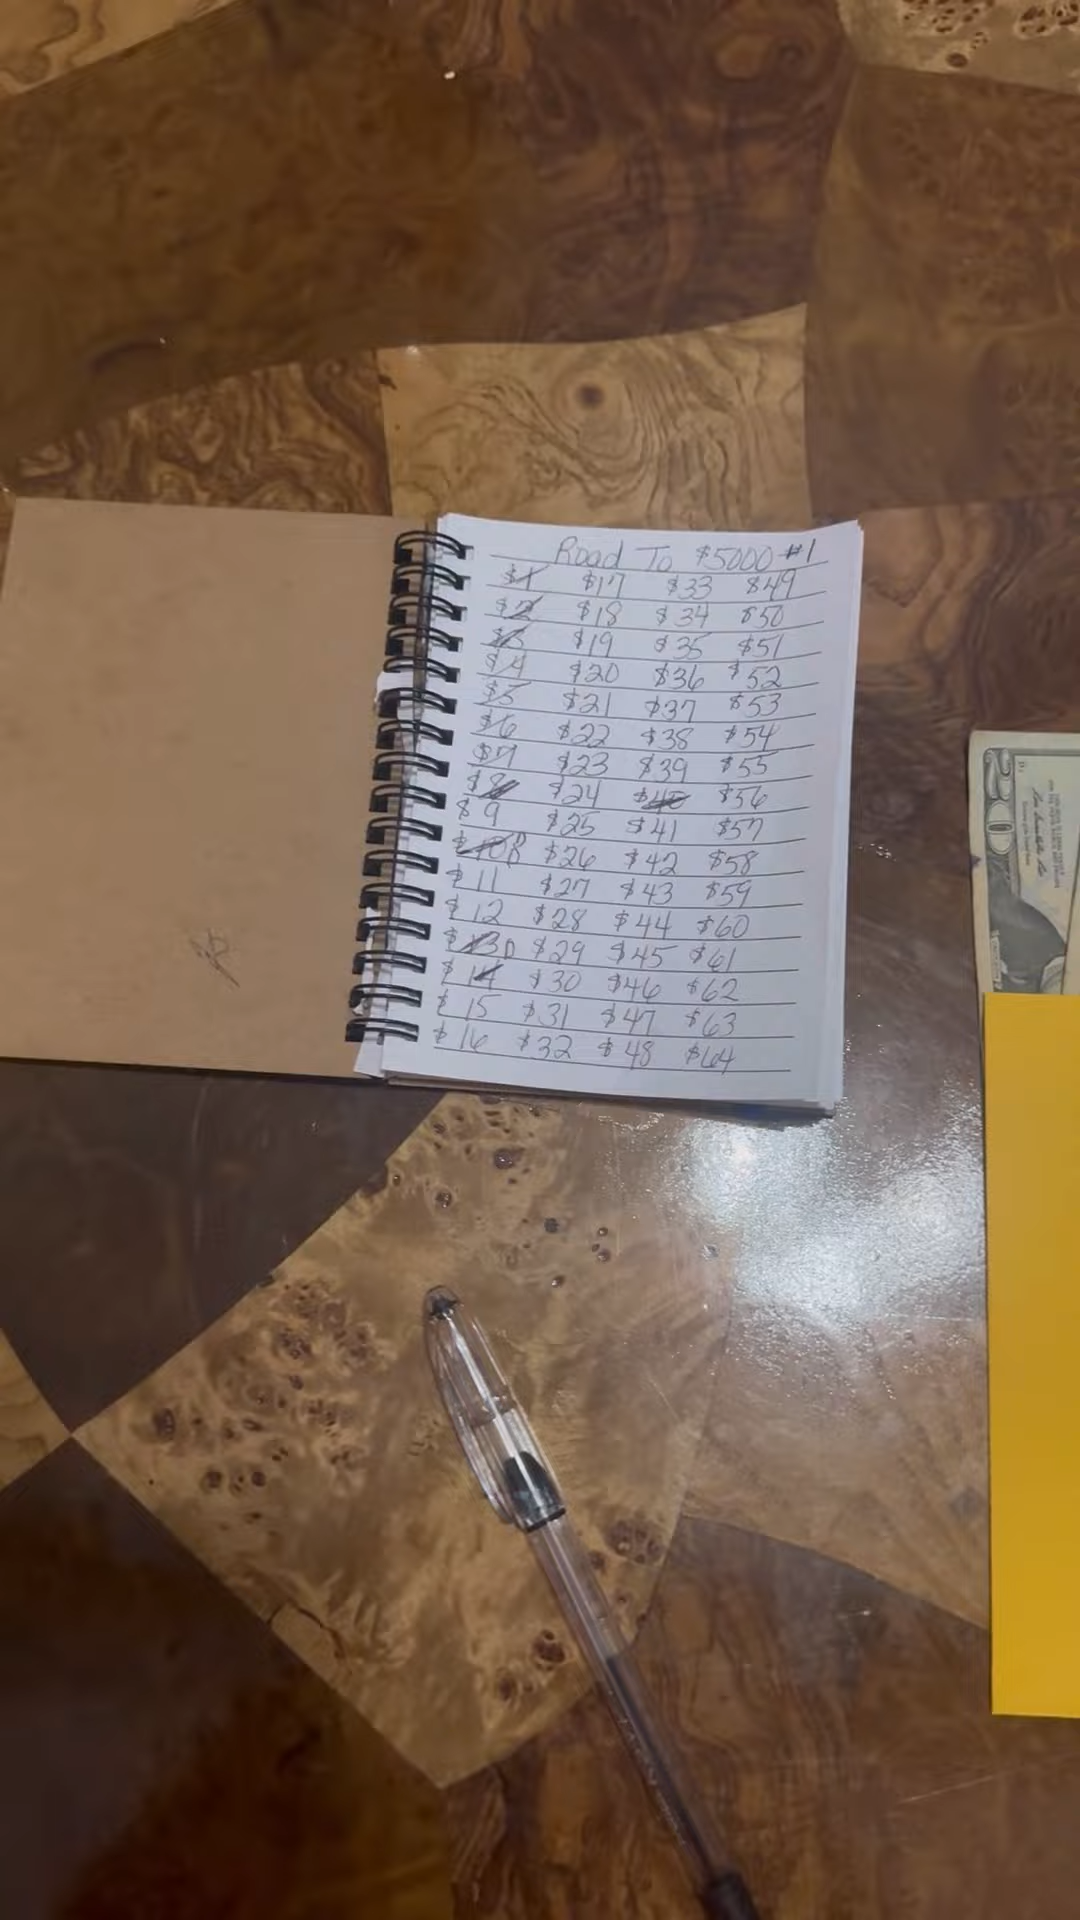 Road To $5000 #1
$1 $17 $33 $49
$2 $18 $34 $50
$3 $19 $35 $51
$4 $20 $36 $52
$5 $21 $37 $53
$6 $22 $38 $54
$7 $23 $39 $55
$8 $24 $40 $56
$9 $25 $41 $57
$10 $26 $42 $58
$11 $27 $43 $59
$12 $28 $44 $60
$13 $29 $45 $61
$14 $30 $46 $62
$15 $31 $47 $63
$16 $32 $48 $64
20